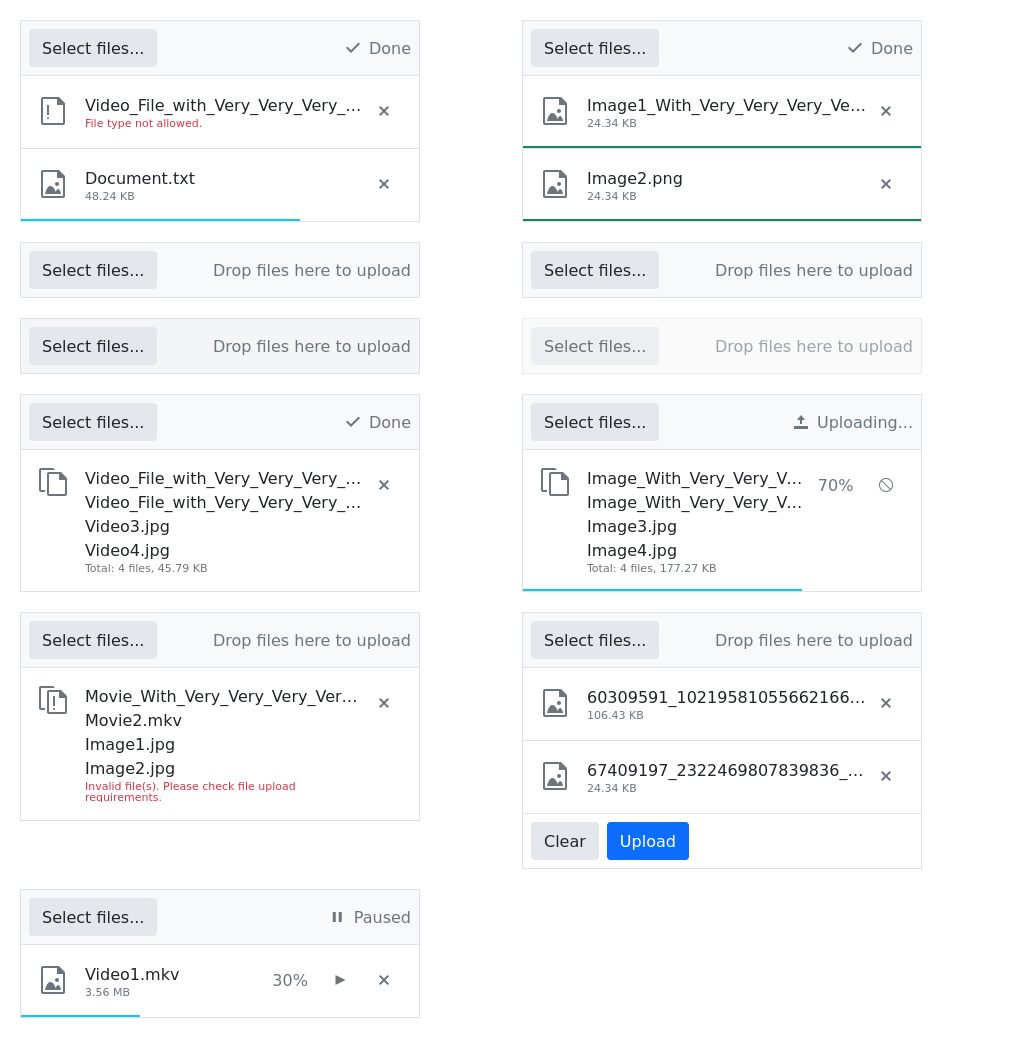 Select files... Done
Video_File_with_Very_Very_Very_...
File type not allowed.
Document.txt
48.24 KB
Select files... Done
Image1_With_Very_Very_Very_Ve...
24.34 KB
Image2.png
24.34 KB
Select files... Drop files here to upload
Select files... Drop files here to upload
Select files... Drop files here to upload
Select files... Drop files here to upload
Select files... Done
Video_File_with_Very_Very_Very_...
Video_File_with_Very_Very_Very_...
Video3.jpg
Video4.jpg
Total: 4 files, 45.79 KB
Select files... Uploading...
Image_With_Very_Very_V... 70%
Image_With_Very_Very_V...
Image3.jpg
Image4.jpg
Total: 4 files, 177.27 KB
Select files... Drop files here to upload
Movie_With_Very_Very_Very_Ver...
Movie2.mkv
Image1.jpg
Image2.jpg
Invalid file(s). Please check file upload
requirements.
Select files... Drop files here to upload
60309591_10219581055662166...
106.43 KB
67409197_2322469807839836_...
24.34 KB
Clear Upload
Select files... Paused
Video1.mkv 30%
3.56 MB